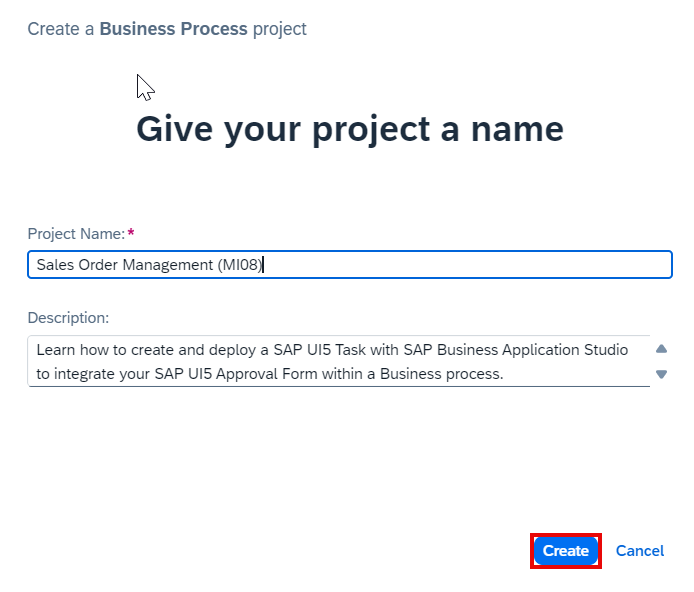 Create a Business Process project
Give your project a name
Project Name:*
Sales Order Management (MI08)
Description:
Learn how to create and deploy a SAP UI5 Task with SAP Business Application Studio
to integrate your SAP UI5 Approval Form within a Business process.
Create Cancel